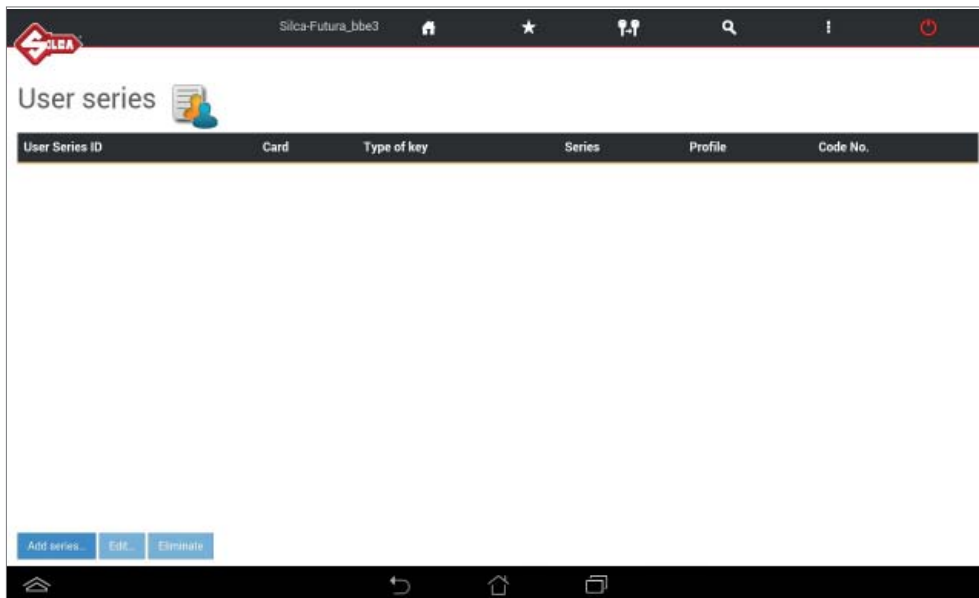 SILCA
Silca-Futura_bbe3
User series
User Series ID Card Type of key Series Profile Code No.
Add series... Edit... Eliminate